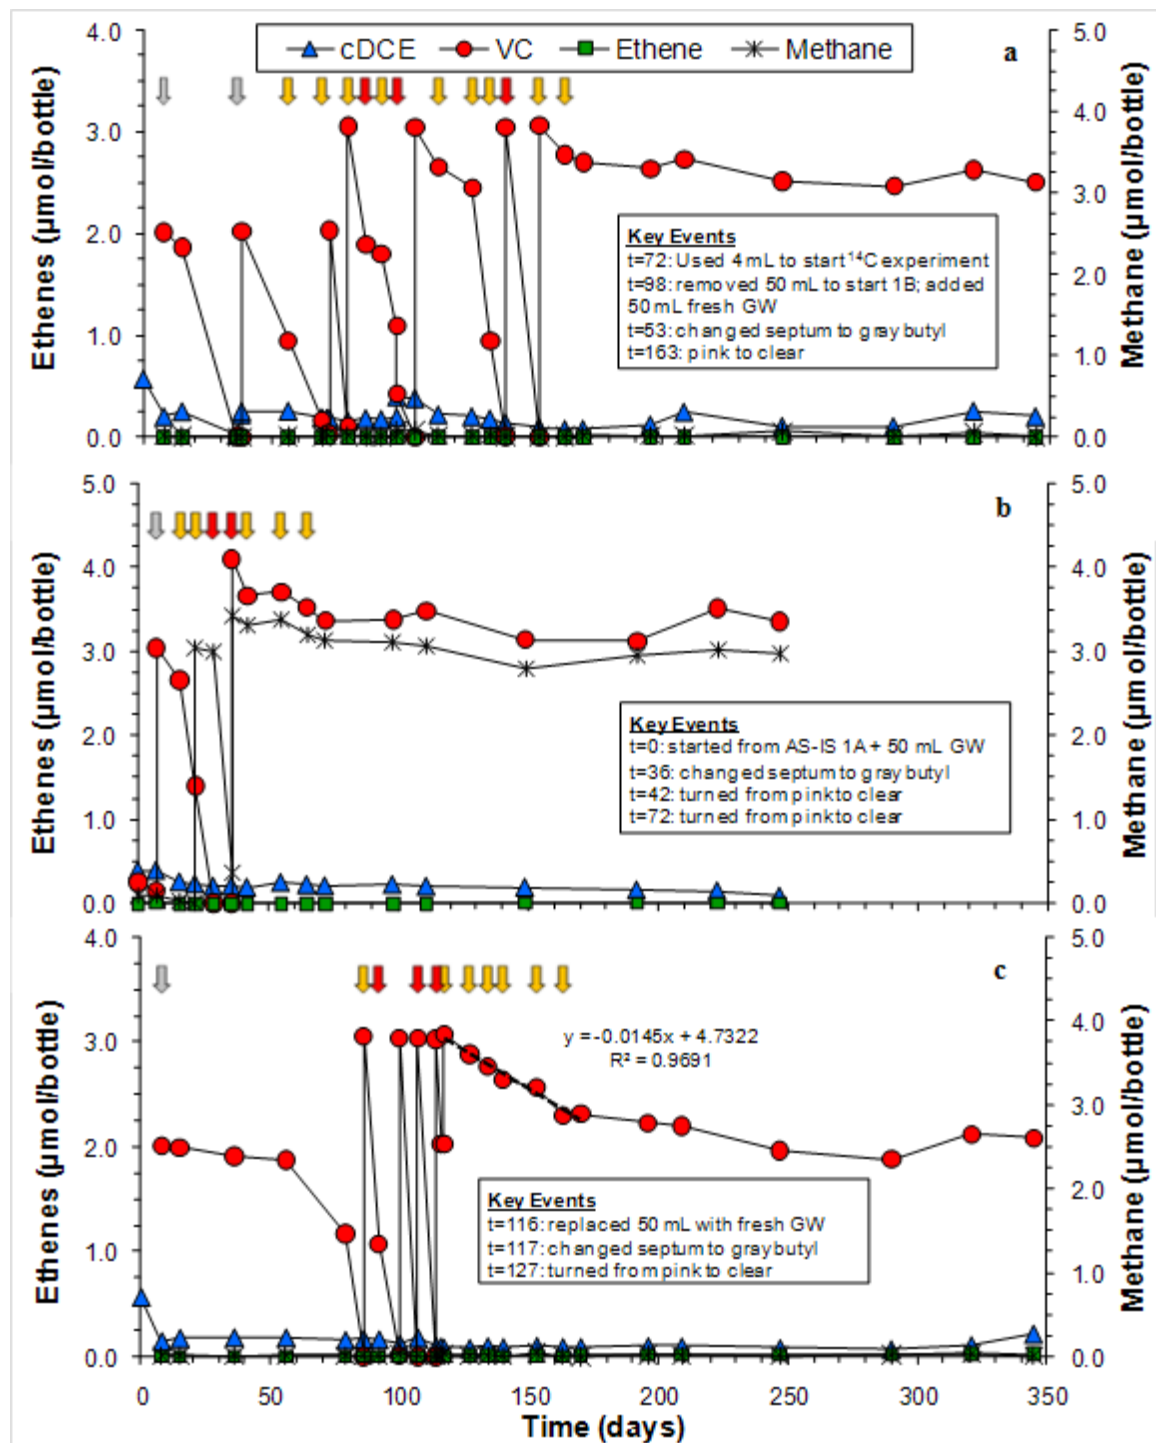 cDCE VC Ethene Methane
a
4.0
3.0
2.0
1.0
0.0
Ethenes (µmol/bottle)
5.0
4.0
3.0
2.0
1.0
0.0
Methane (µmol/bottle)
Key Events
t=72: Used 4 mL to start ¹⁴C experiment
t=98: removed 50 mL to start 1B; added
50 mL fresh GW
t=53: changed septum to gray butyl
t=163: pink to clear
b
5.0
4.0
3.0
2.0
1.0
0.0
Ethenes (µmol/bottle)
5.0
4.0
3.0
2.0
1.0
0.0
Methane (µmol/bottle)
Key Events
t=0: started from AS-IS 1A + 50 mL GW
t=36: changed septum to gray butyl
t=42: turned from pink to clear
t=72: turned from pink to clear
c
4.0
3.0
2.0
1.0
0.0
Ethenes (µmol/bottle)
5.0
4.0
3.0
2.0
1.0
0.0
Methane (µmol/bottle)
y = -0.0145x + 4.7322
R² = 0.9691
Key Events
t=116: replaced 50 mL with fresh GW
t=117: changed septum to gray butyl
t=127: turned from pink to clear
0 50 100 150 200 250 300 350
Time (days)